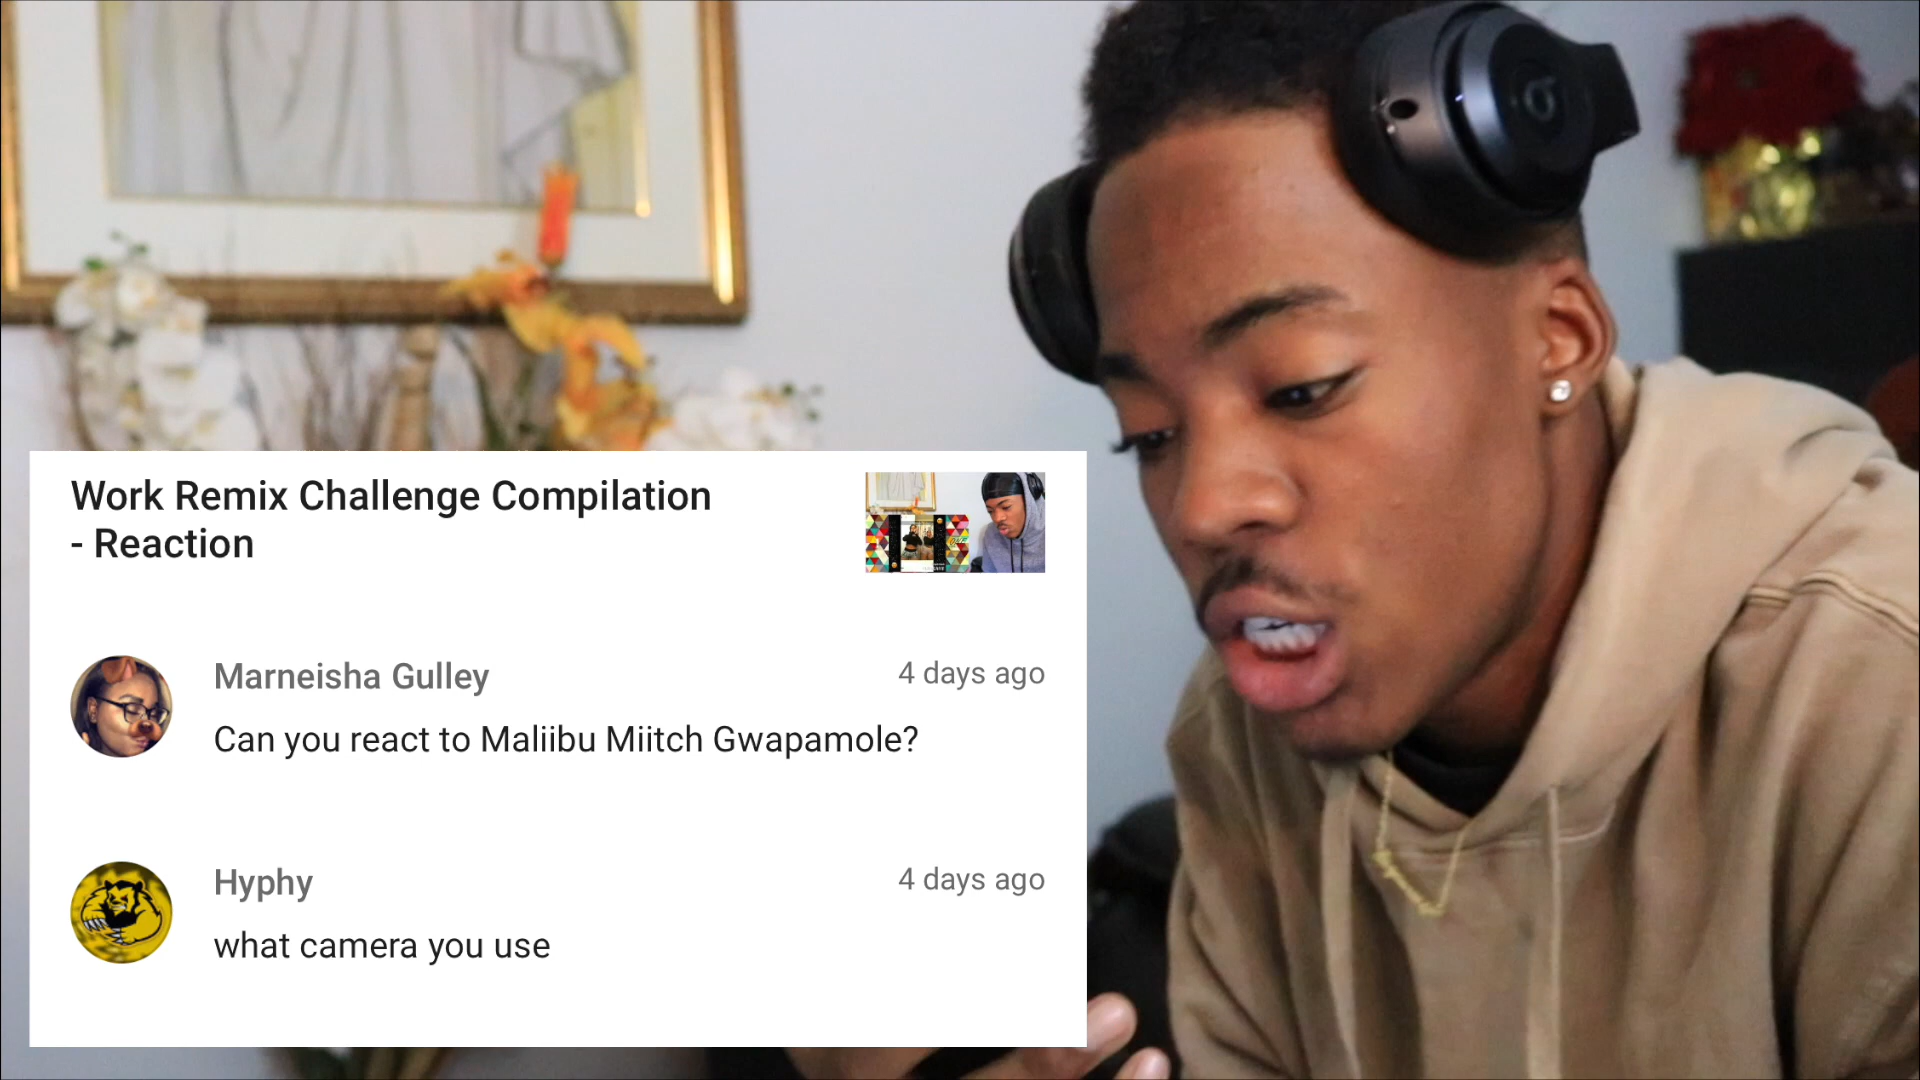 Work Remix Challenge Compilation
- Reaction
Marneisha Gulley
4 days ago
Can you react to Maliibu Miitch Gwapamole?
Hyphy
4 days ago
what camera you use